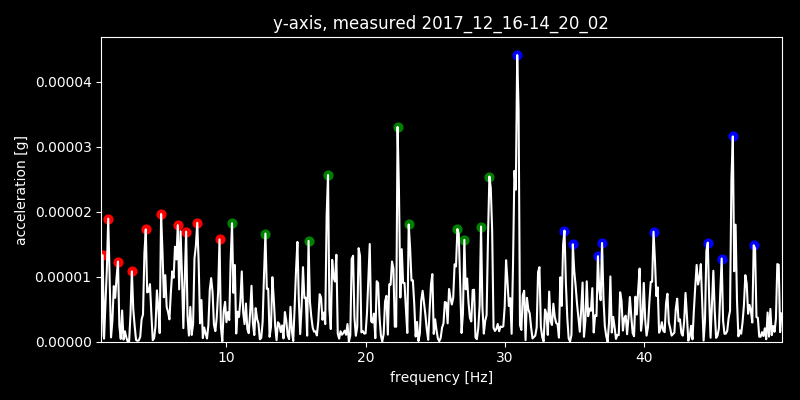 y-axis, measured 2017_12_16-14_20_02
acceleration [g]
0.00004
0.00003
0.00002
0.00001
0.00000
10 20 30 40
frequency [Hz]